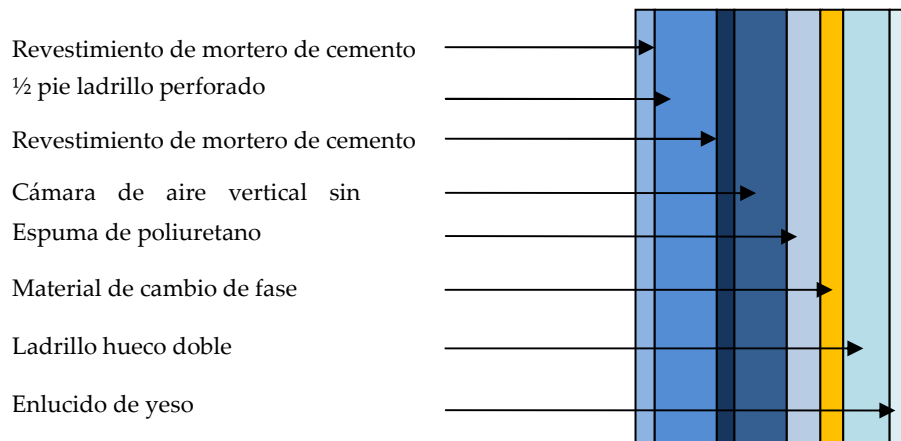 Revestimiento de mortero de cemento
½ pie ladrillo perforado
Revestimiento de mortero de cemento
Cámara de aire vertical sin
Espuma de poliuretano
Material de cambio de fase
Ladrillo hueco doble
Enlucido de yeso